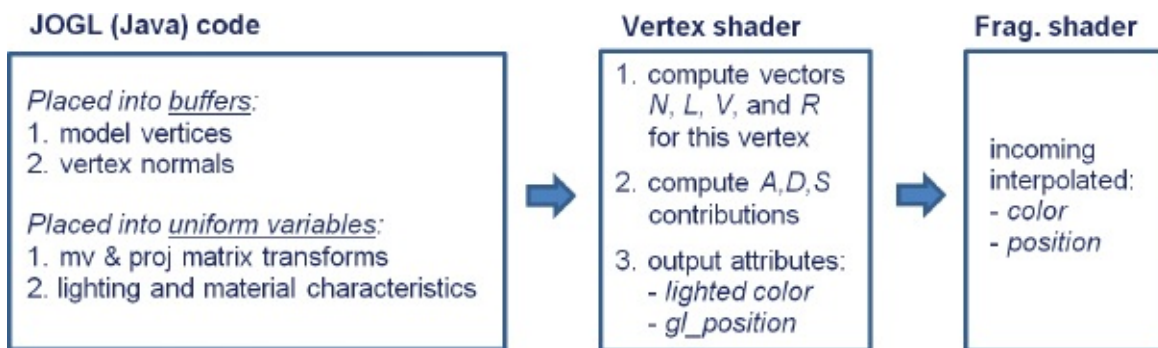 JOGL (Java) code
Placed into buffers:
1. model vertices
2. vertex normals
Placed into uniform variables:
1. mv & proj matrix transforms
2. lighting and material characteristics
Vertex shader
1. compute vectors
N, L, V, and R
for this vertex
2. compute A,D,S
contributions
3. output attributes:
- lighted color
- gl_position
Frag. shader
incoming
interpolated:
- color
- position